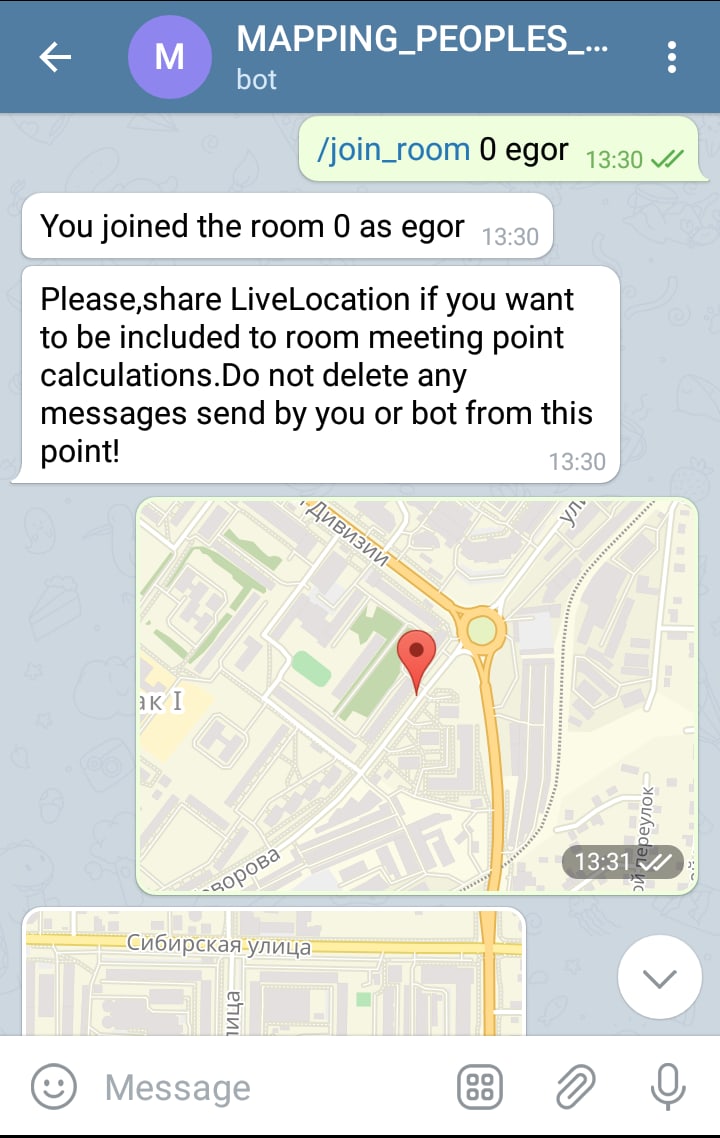 M
MAPPING_PEOPLES_...
bot
/join_room 0 egor 13:30
You joined the room 0 as egor 13:30
Please,share LiveLocation if you want
to be included to room meeting point
calculations.Do not delete any
messages send by you or bot from this
point!
13:30
Дивизии
ул
ак I
ворова
ой переулок
13:31
Сибирская улица
лица
Message